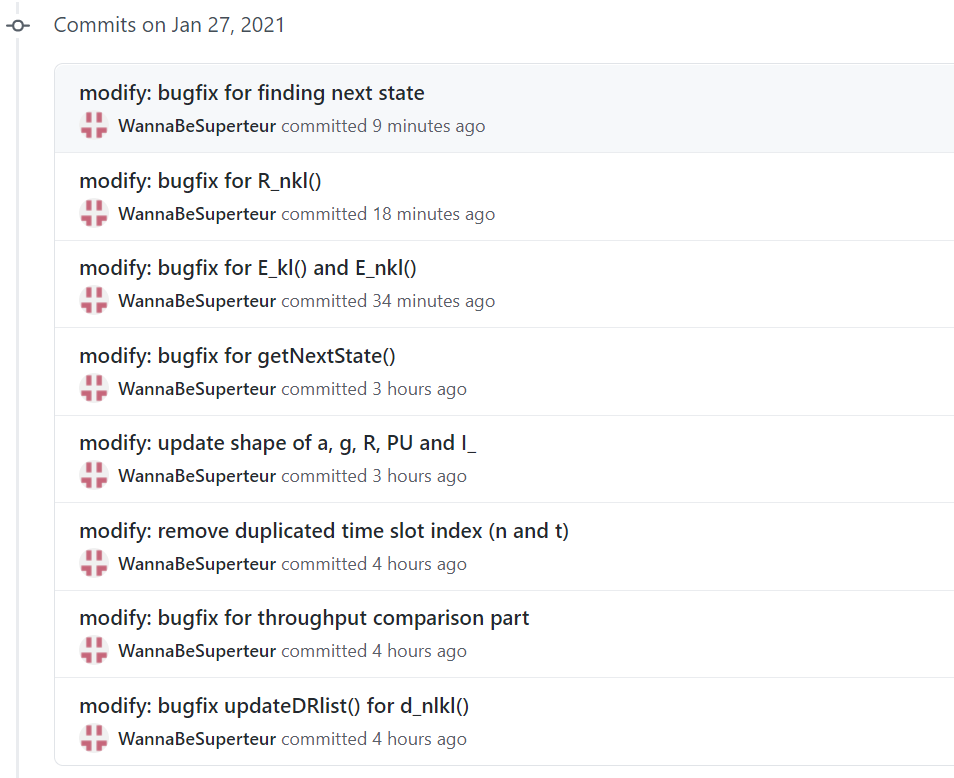 Commits on Jan 27, 2021
modify: bugfix for finding next state
WannaBeSuperteur committed 9 minutes ago
modify: bugfix for R_nkl()
WannaBeSuperteur committed 18 minutes ago
modify: bugfix for E_kl() and E_nkl()
WannaBeSuperteur committed 34 minutes ago
modify: bugfix for getNextState()
WannaBeSuperteur committed 3 hours ago
modify: update shape of a, g, R, PU and I_
WannaBeSuperteur committed 3 hours ago
modify: remove duplicated time slot index (n and t)
WannaBeSuperteur committed 4 hours ago
modify: bugfix for throughput comparison part
WannaBeSuperteur committed 4 hours ago
modify: bugfix updateDRlist() for d_nlkl()
WannaBeSuperteur committed 4 hours ago